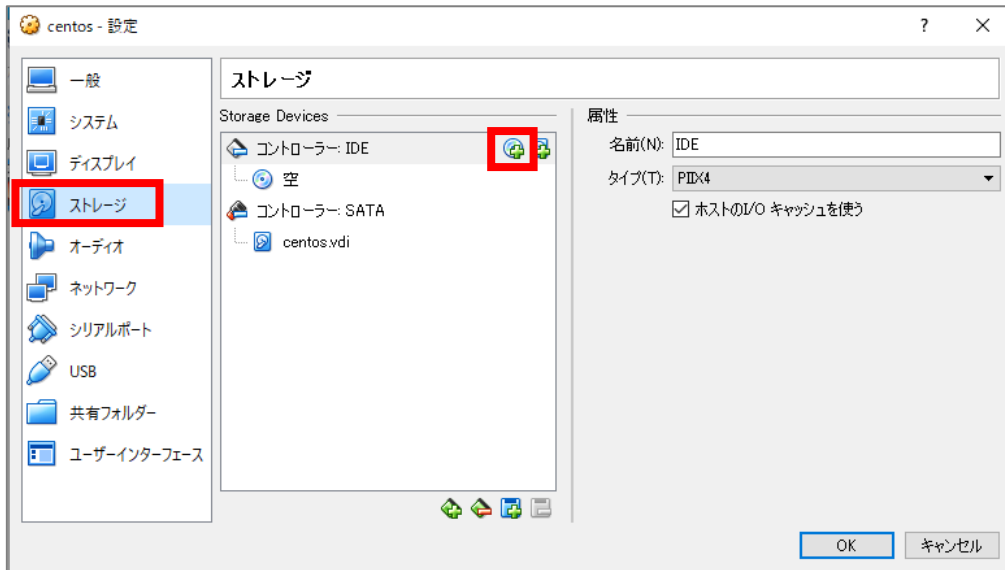 centos - 設定
?
一般
システム
ディスプレイ
ストレージ
オーディオ
ネットワーク
シリアルポート
USB
共有フォルダー
ユーザーインターフェース
ストレージ
Storage Devices
コントローラー: IDE
空
コントローラー: SATA
centos.vdi
属性
名前(N): IDE
タイプ(T): PIIX4
ホストのI/O キャッシュを使う
OK
キャンセル